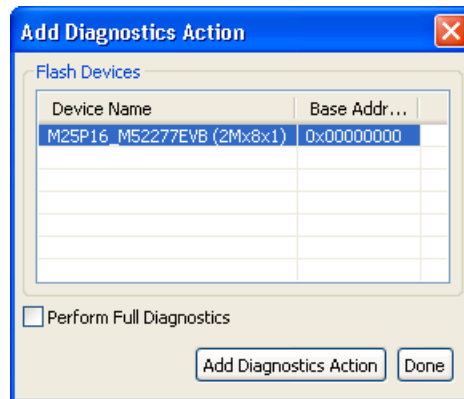 Add Diagnostics Action
Flash Devices
Device Name Base Addr...
M25P16_M52277EVB (2Mx8x1) 0x00000000
Perform Full Diagnostics
Add Diagnostics Action Done